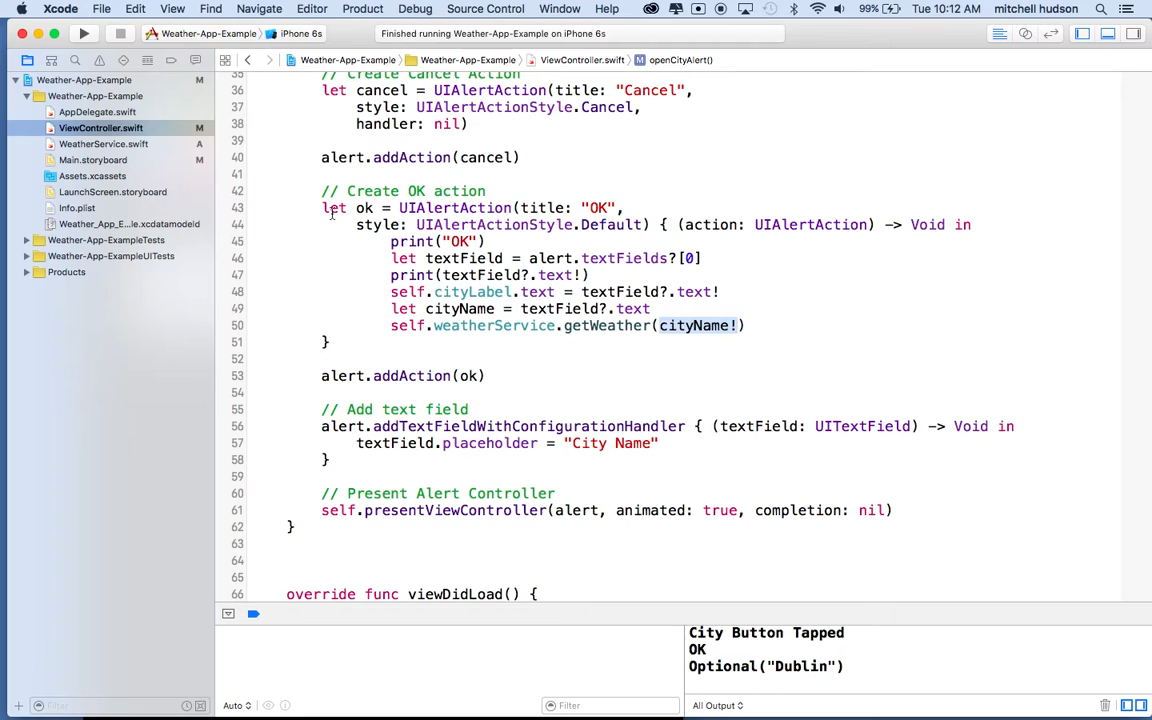 Xcode File Edit View Find Navigate Editor Product Debug Source Control Window Help 99% Tue 10:12 AM mitchell hudson
Weather-App-Example iPhone 6s Finished running Weather-App-Example on iPhone 6s
Weather-App-Example Weather-App-Example ViewController.swift M openCityAlert()
Weather-App-Example M
Weather-App-Example
AppDelegate.swift
ViewController.swift M
WeatherService.swift A
Main.storyboard M
Assets.xcassets
LaunchScreen.storyboard
Info.plist
Weather_App_E...le.xcdatamodeld
Weather-App-ExampleTests
Weather-App-ExampleUITests
Products
35 // Create Cancel Action
36 let cancel = UIAlertAction(title: "Cancel",
37 style: UIAlertActionStyle.Cancel,
38 handler: nil)
39
40 alert.addAction(cancel)
41
42 // Create OK action
43 let ok = UIAlertAction(title: "OK",
44 style: UIAlertActionStyle.Default) { (action: UIAlertAction) -> Void in
45 print("OK")
46 let textField = alert.textFields?[0]
47 print(textField?.text!)
48 self.cityLabel.text = textField?.text!
49 let cityName = textField?.text
50 self.weatherService.getWeather(cityName!)
51 }
52
53 alert.addAction(ok)
54
55 // Add text field
56 alert.addTextFieldWithConfigurationHandler { (textField: UITextField) -> Void in
57 textField.placeholder = "City Name"
58 }
59
60 // Present Alert Controller
61 self.presentViewController(alert, animated: true, completion: nil)
62 }
63
64
65
66 override func viewDidLoad() {
City Button Tapped
OK
Optional("Dublin")
Filter Auto Filter All Output